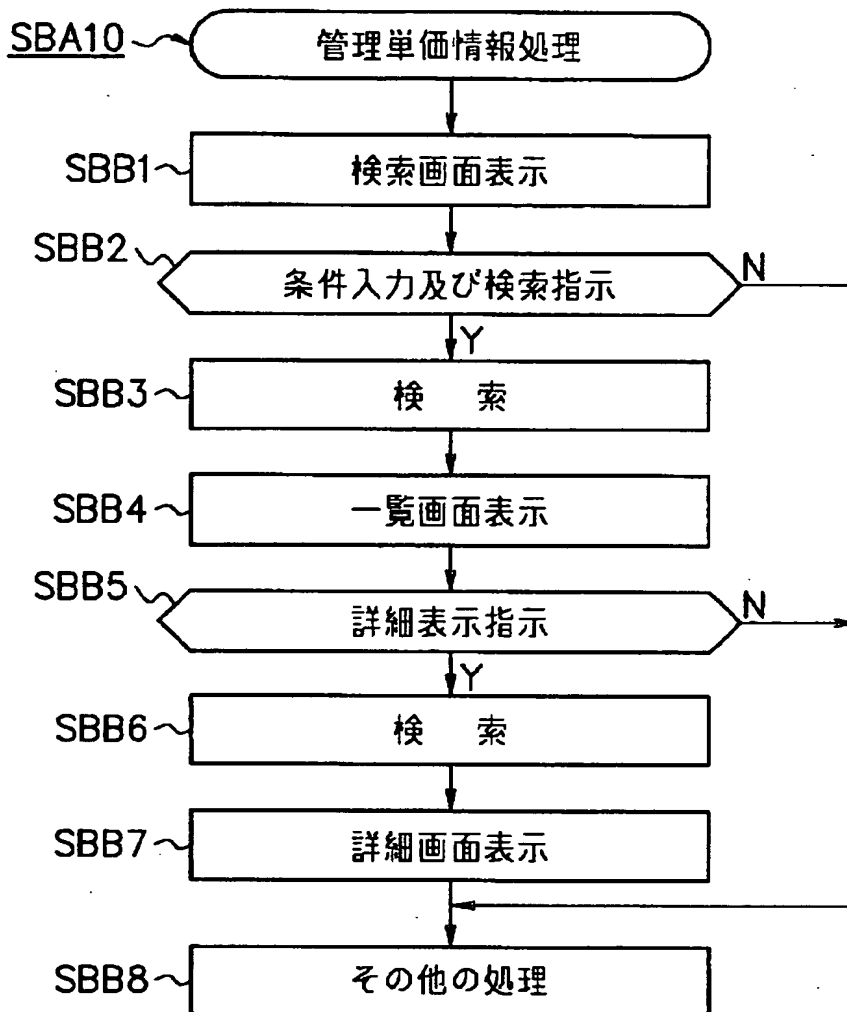 SBA10
管理単価情報処理
SBB1
検索画面表示
SBB2
条件入力及び検索指示
N
Y
SBB3
検 索
SBB4
一覧画面表示
SBB5
詳細表示指示
N
Y
SBB6
検 索
SBB7
詳細画面表示
SBB8
その他の処理